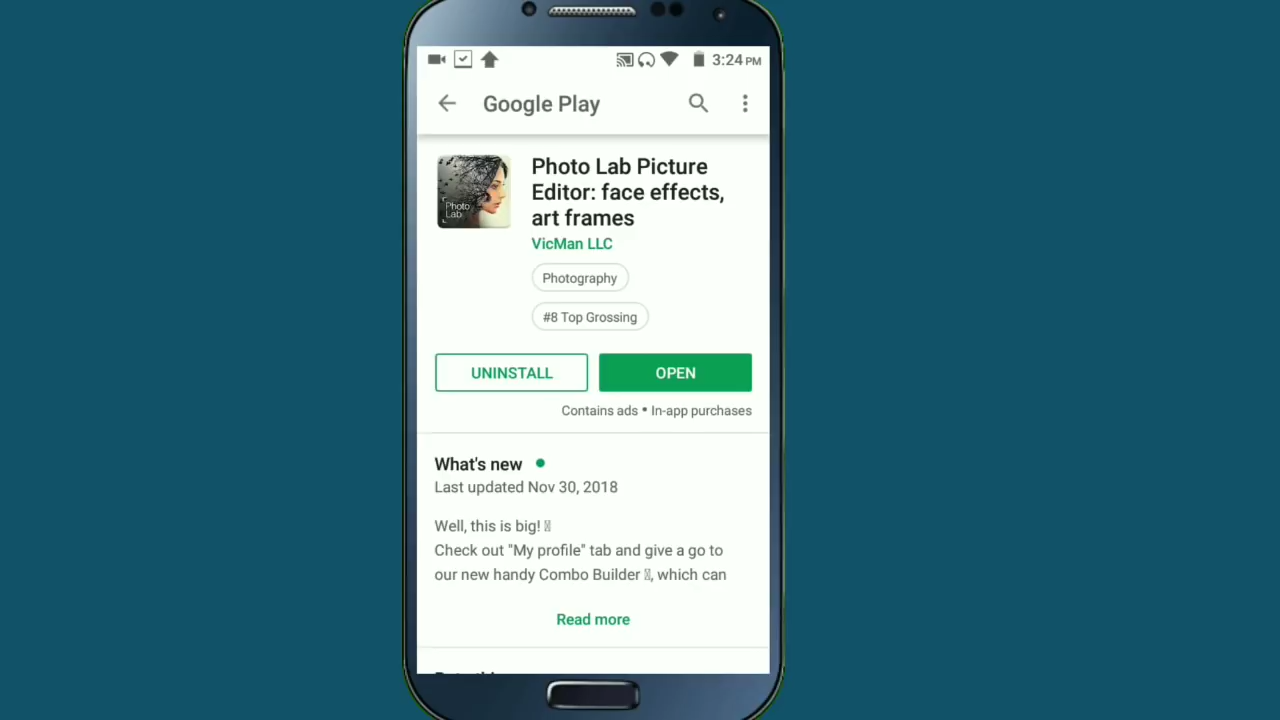 3:24 PM
Google Play
Photo Lab Picture
Editor: face effects,
art frames
Photo
Lab
VicMan LLC
Photography
#8 Top Grossing
UNINSTALL
OPEN
Contains ads • In-app purchases
What's new
Last updated Nov 30, 2018
Well, this is big!
Check out "My profile" tab and give a go to
our new handy Combo Builder , which can
Read more